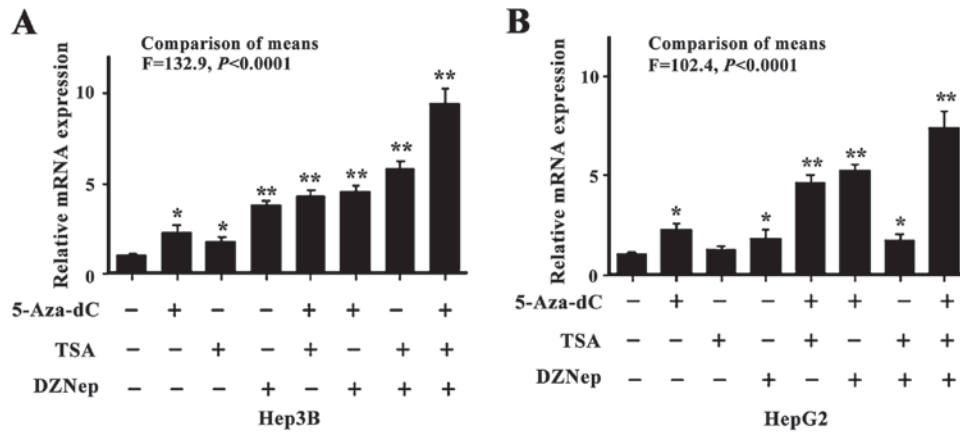 A
Comparison of means
F=132.9, P<0.0001
Relative mRNA expression
10
5
0
* * ** ** ** ** **
5-Aza-dC − + − − + + − +
TSA − − + − + − + +
DZNep − − − + − + + +
Hep3B
B
Comparison of means
F=102.4, P<0.0001
Relative mRNA expression
10
5
0
* * ** ** * **
5-Aza-dC − + − − + + − +
TSA − − + − + − + +
DZNep − − − + − + + +
HepG2